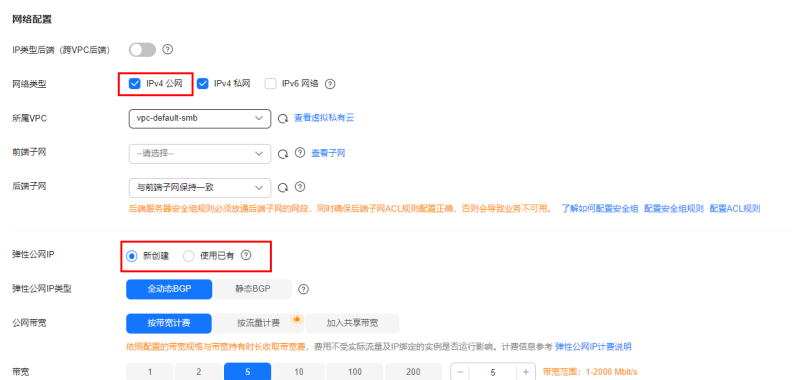 网络配置
IP类型后端（跨VPC后端）
网络类型 IPv4 公网 IPv4 私网 IPv6 网络
所属VPC vpc-default-smb 查看虚拟私有云
前端子网 --请选择-- 查看子网
后端子网 与前端子网保持一致
后端服务器安全组规则必须放通后端子网的网段，同时确保后端子网ACL规则配置正确，否则会导致业务不可用。 了解如何配置安全组 配置安全组规则 配置ACL规则
弹性公网IP 新创建 使用已有
弹性公网IP类型 全动态BGP 静态BGP
公网带宽 按带宽计费 按流量计费 加入共享带宽
依照配置的带宽规格与带宽持有时长收取带宽费，费用不受实际流量及IP绑定的实例是否运行影响。计费信息参考 弹性公网IP计费说明
带宽 1 2 5 10 100 200 − 5 + 带宽范围：1-2000 Mbit/s